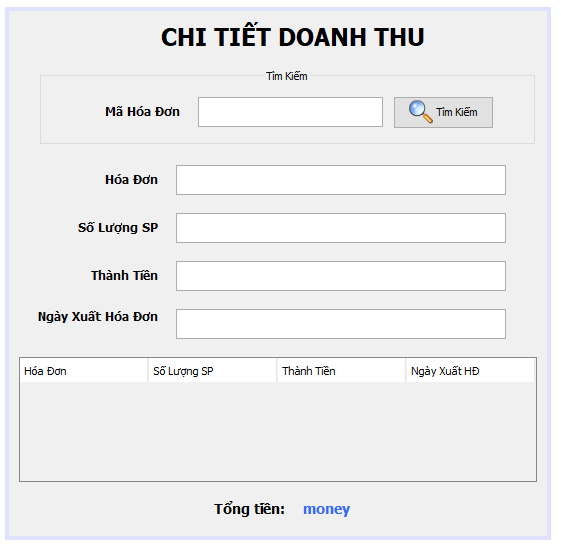 CHI TIẾT DOANH THU
Tìm Kiếm
Mã Hóa Đơn
Tìm Kiếm
Hóa Đơn
Số Lượng SP
Thành Tiền
Ngày Xuất Hóa Đơn
Hóa Đơn Số Lượng SP Thành Tiền Ngày Xuất HĐ
Tổng tiền: money